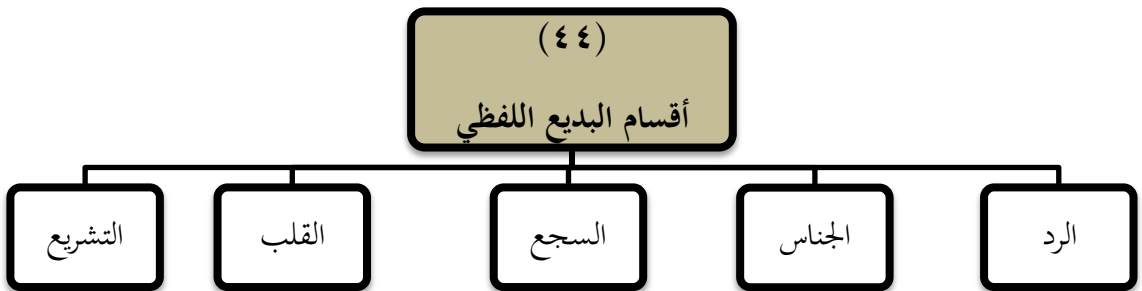 (٤٤)
أقسام البديع اللفظي
الرد
الجناس
السجع
القلب
التشريع